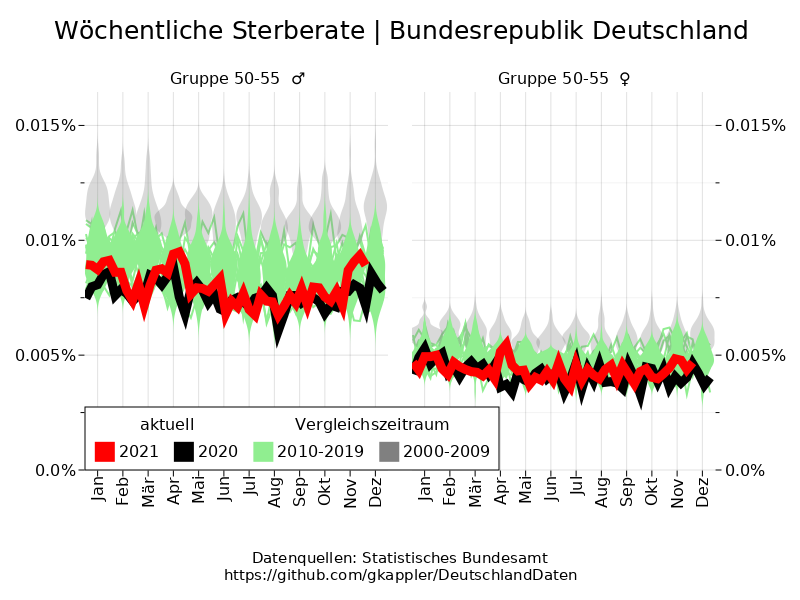 Wöchentliche Sterberate | Bundesrepublik Deutschland
Gruppe 50-55 ♂
Gruppe 50-55 ♀
0.015%
0.01%
0.005%
0.0%
0.015%
0.01%
0.005%
0.0%
aktuell Vergleichszeitraum
2021 2020 2010-2019 2000-2009
Jan Feb Mär Apr Mai Jun Jul Aug Sep Okt Nov Dez
Jan Feb Mär Apr Mai Jun Jul Aug Sep Okt Nov Dez
Datenquellen: Statistisches Bundesamt
https://github.com/gkappler/DeutschlandDaten